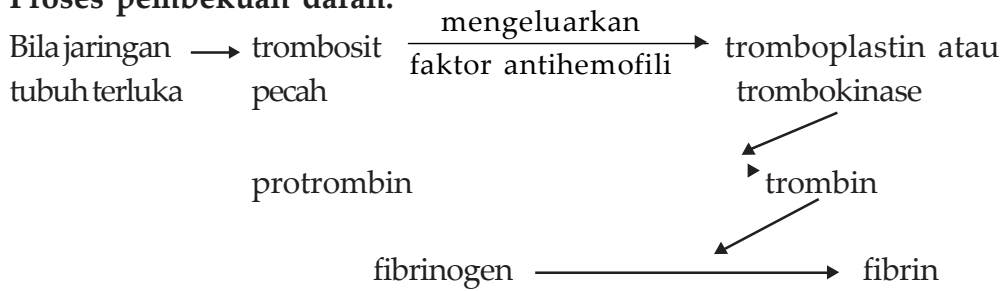 Proses pembekuan darah:
Bila jaringan trombosit mengeluarkan tromboplastin atau
faktor antihemofili
tubuh terluka pecah trombokinase
protrombin trombin
fibrinogen fibrin